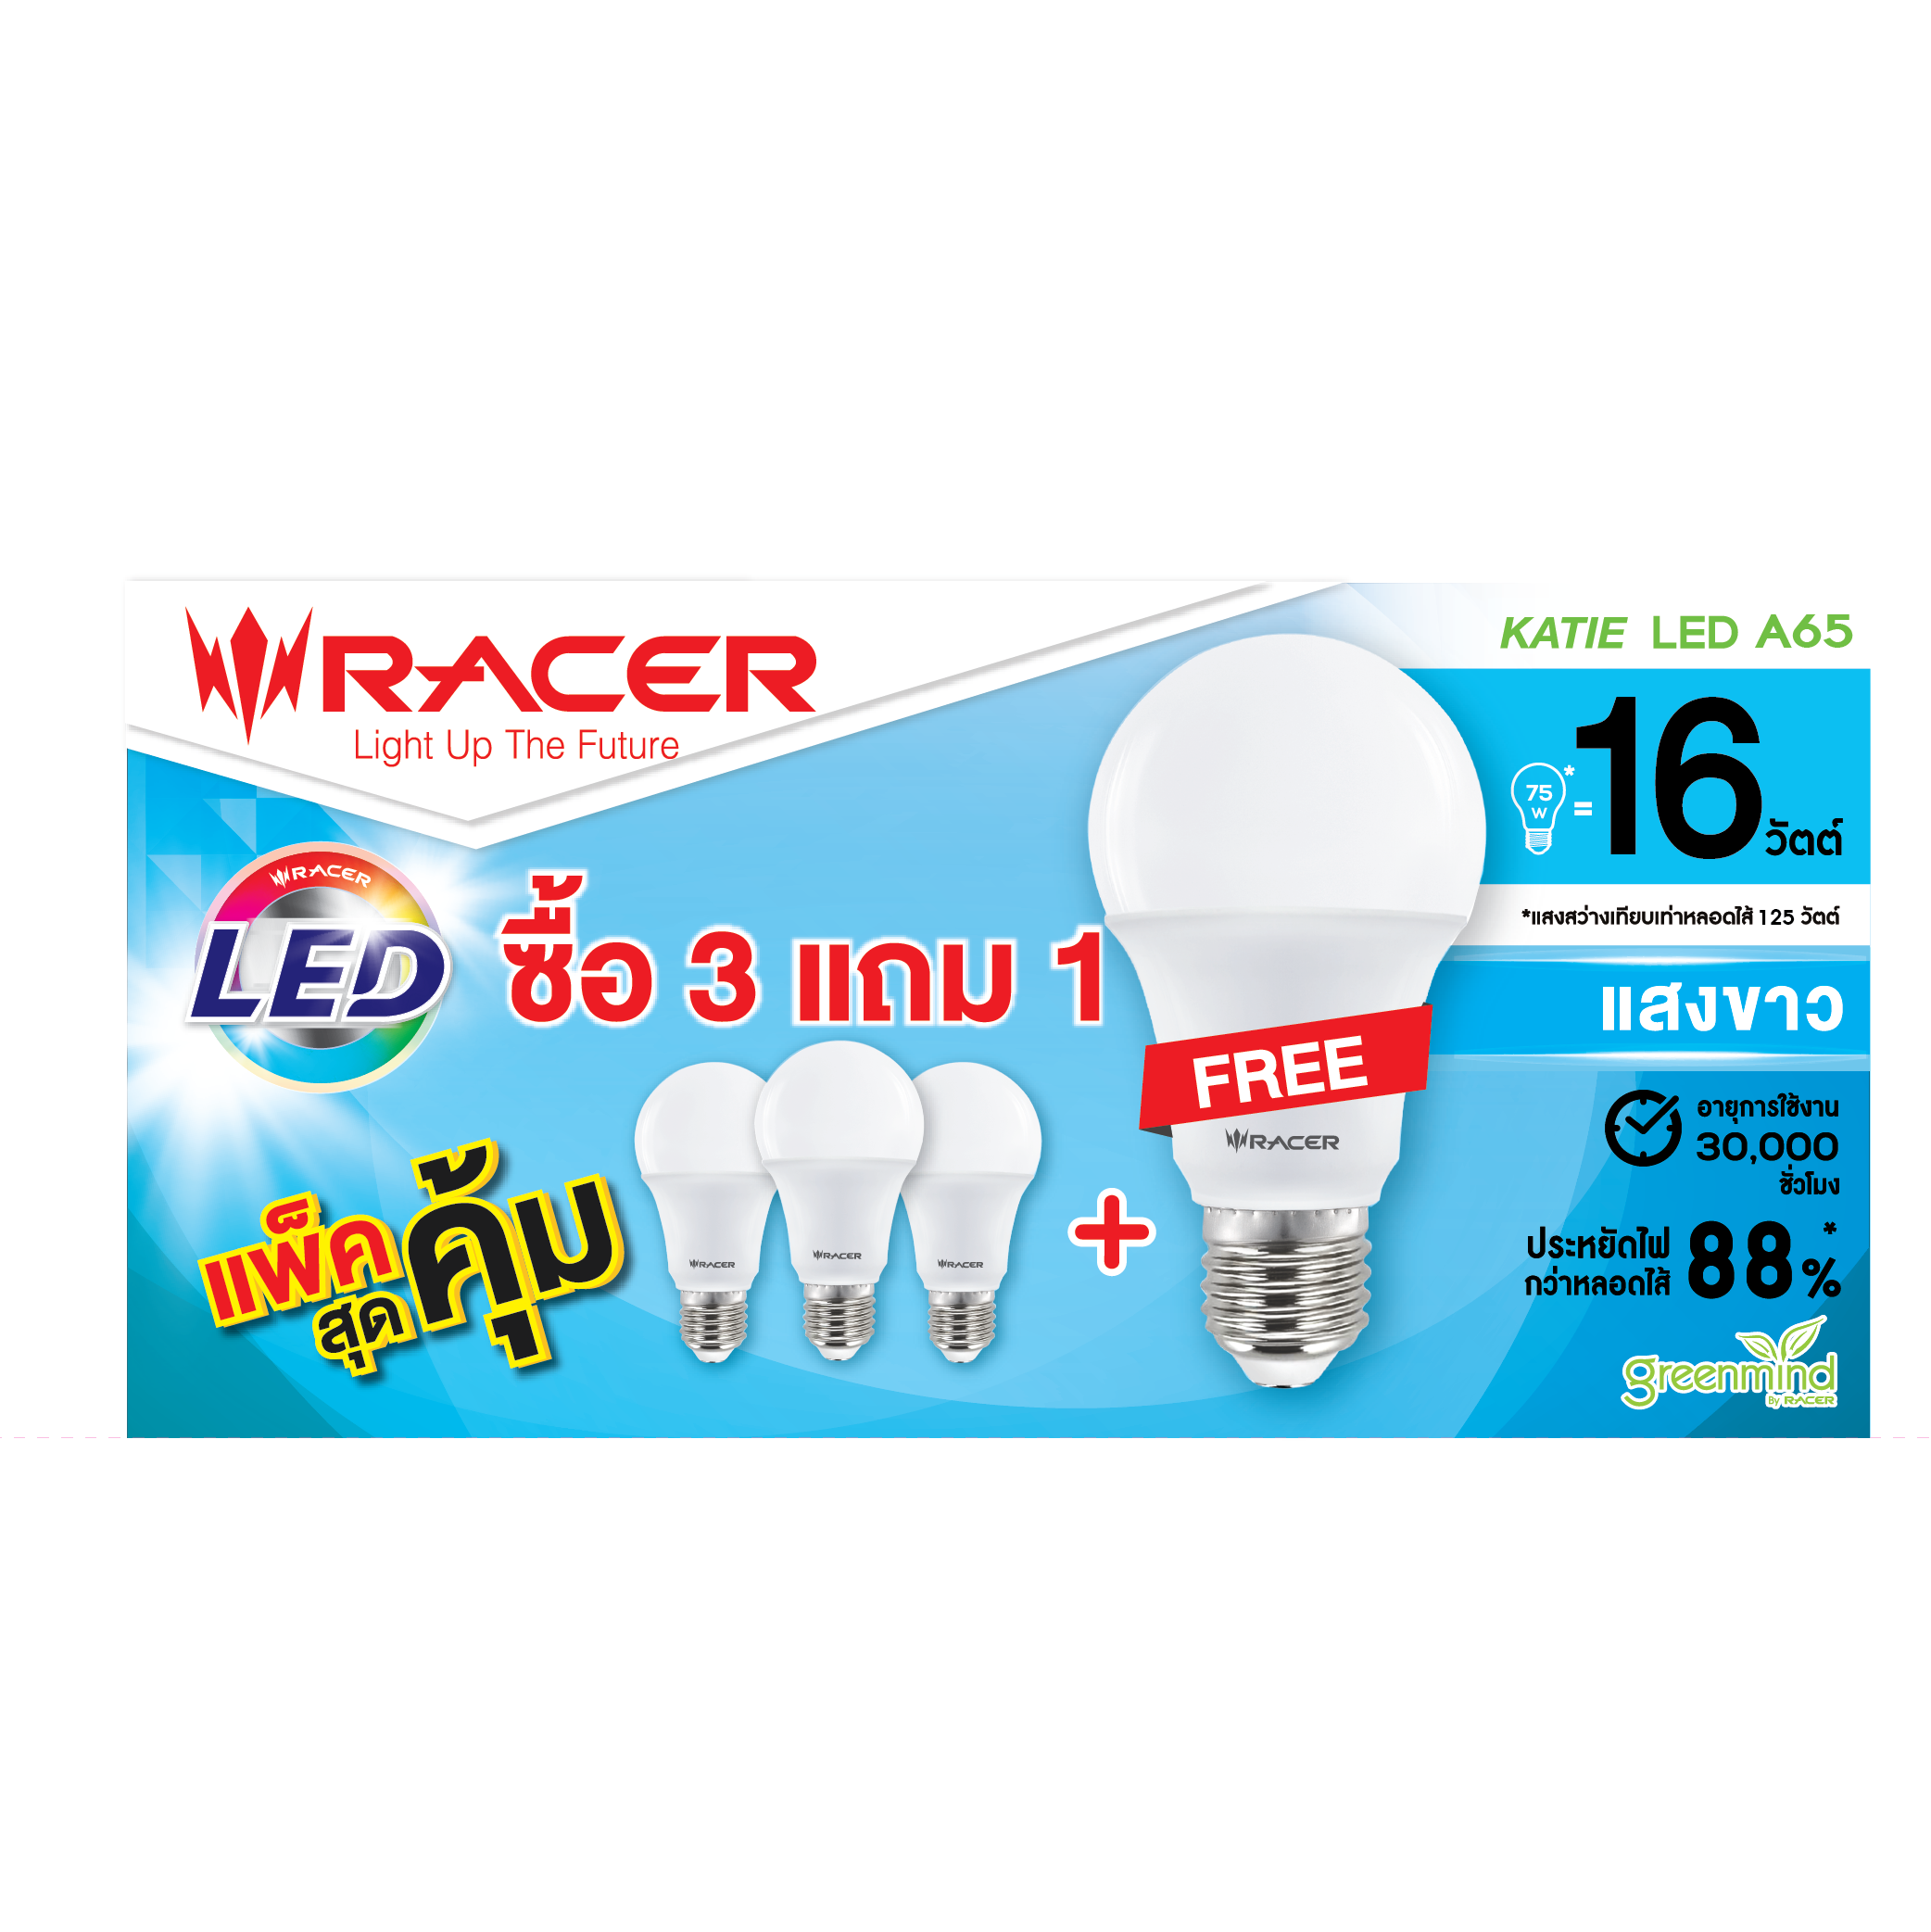 RACER
Light Up The Future
KATIE LED A65
75
W
*
=
16
วัตต์
*แสงสว่างเทียบเท่าหลอดไส้ 125 วัตต์
RACER
LED
ซื้อ 3 แถม 1
แสงขาว
FREE
RACER
อายุการใช้งาน
30,000
ชั่วโมง
แพ็ค
สุด
คุ้ม
RACER
RACER
RACER
+
ประหยัดไฟ
กว่าหลอดไส้
88%*
greenmind
By RACER